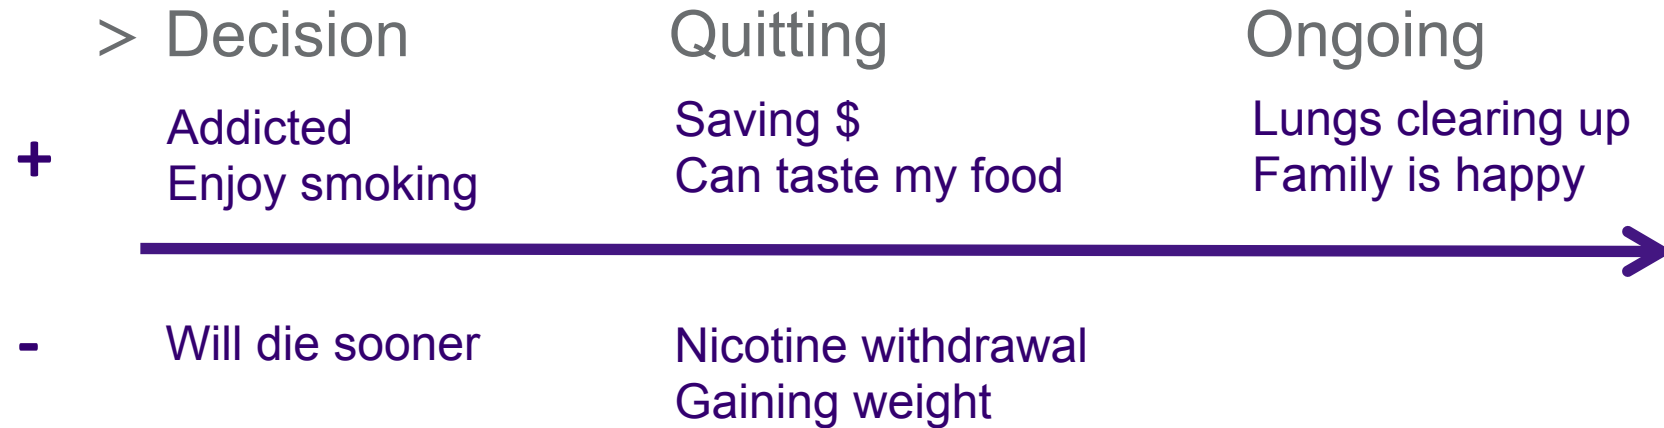 > Decision Quitting Ongoing
+ Addicted
Enjoy smoking
Saving $
Can taste my food
Lungs clearing up
Family is happy
- Will die sooner
Nicotine withdrawal
Gaining weight